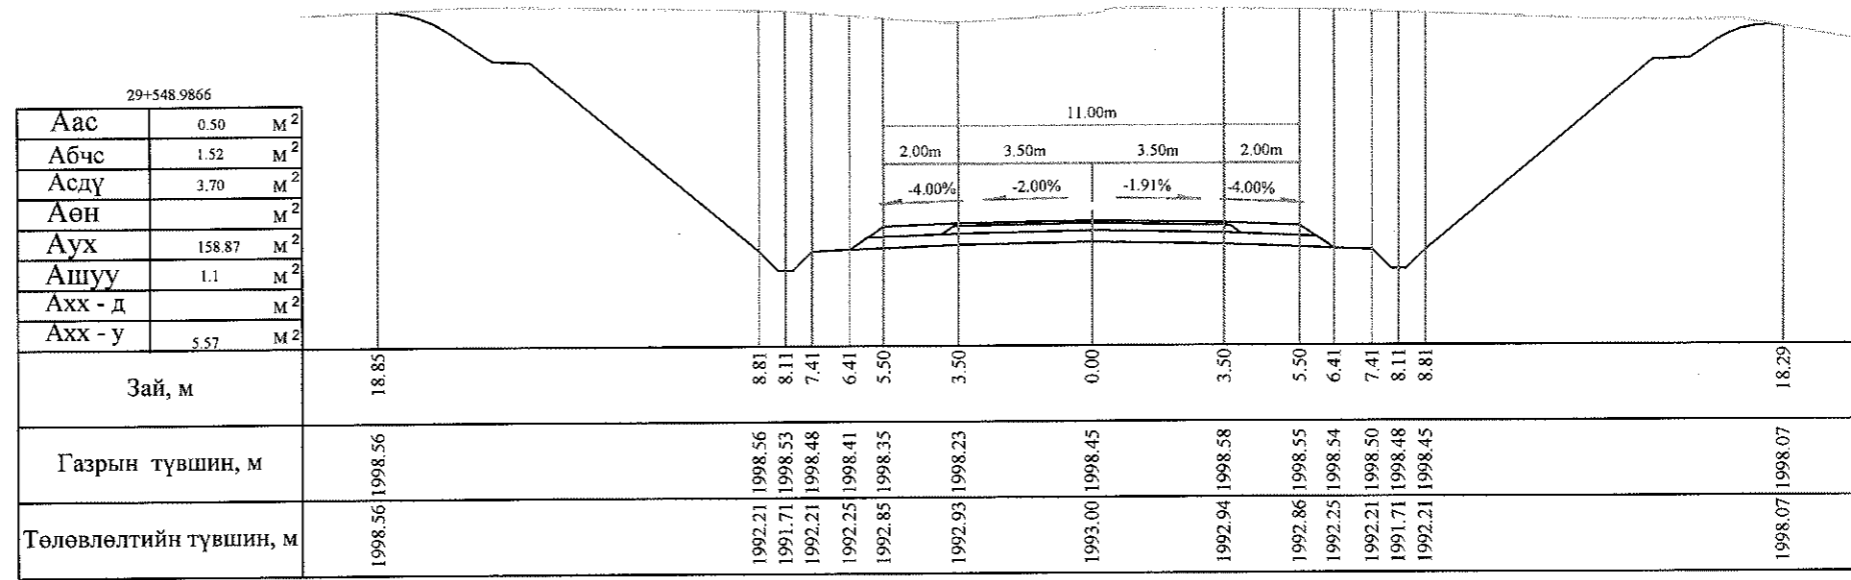 29+548.9866
Аас 0.50 м²
Абчс 1.52 м²
Асдү 3.70 м²
Аөн м²
Аух 158.87 м²
Ашуу 1.1 м²
Ахх - д м²
Ахх - у 5.57 м²
11.00m
2.00m 3.50m 3.50m 2.00m
-4.00% -2.00% -1.91% -4.00%
Зай, м 18.85 8.81 8.11 7.41 6.41 5.50 3.50 0.00 3.50 5.50 6.41 7.41 8.11 8.81 18.29
Газрын түвшин, м 1998.56 1998.56 1998.53 1998.48 1998.41 1998.35 1998.23 1998.45 1998.58 1998.55 1998.54 1998.50 1998.48 1998.45 1998.07
Төлөвлөлтийн түвшин, м 1998.56 1992.21 1991.71 1992.21 1992.25 1992.85 1992.93 1993.00 1992.94 1992.86 1992.25 1992.21 1991.71 1992.21 1998.07